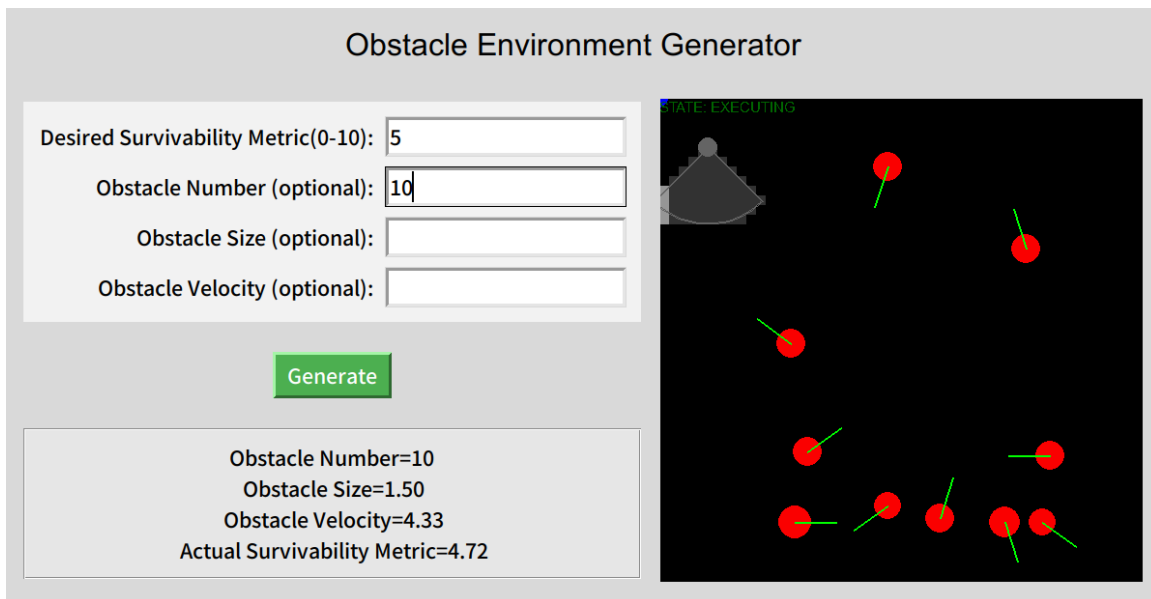 Obstacle Environment Generator
Desired Survivability Metric(0-10): 5
Obstacle Number (optional): 10
Obstacle Size (optional):
Obstacle Velocity (optional):
Generate
Obstacle Number=10
Obstacle Size=1.50
Obstacle Velocity=4.33
Actual Survivability Metric=4.72
STATE: EXECUTING